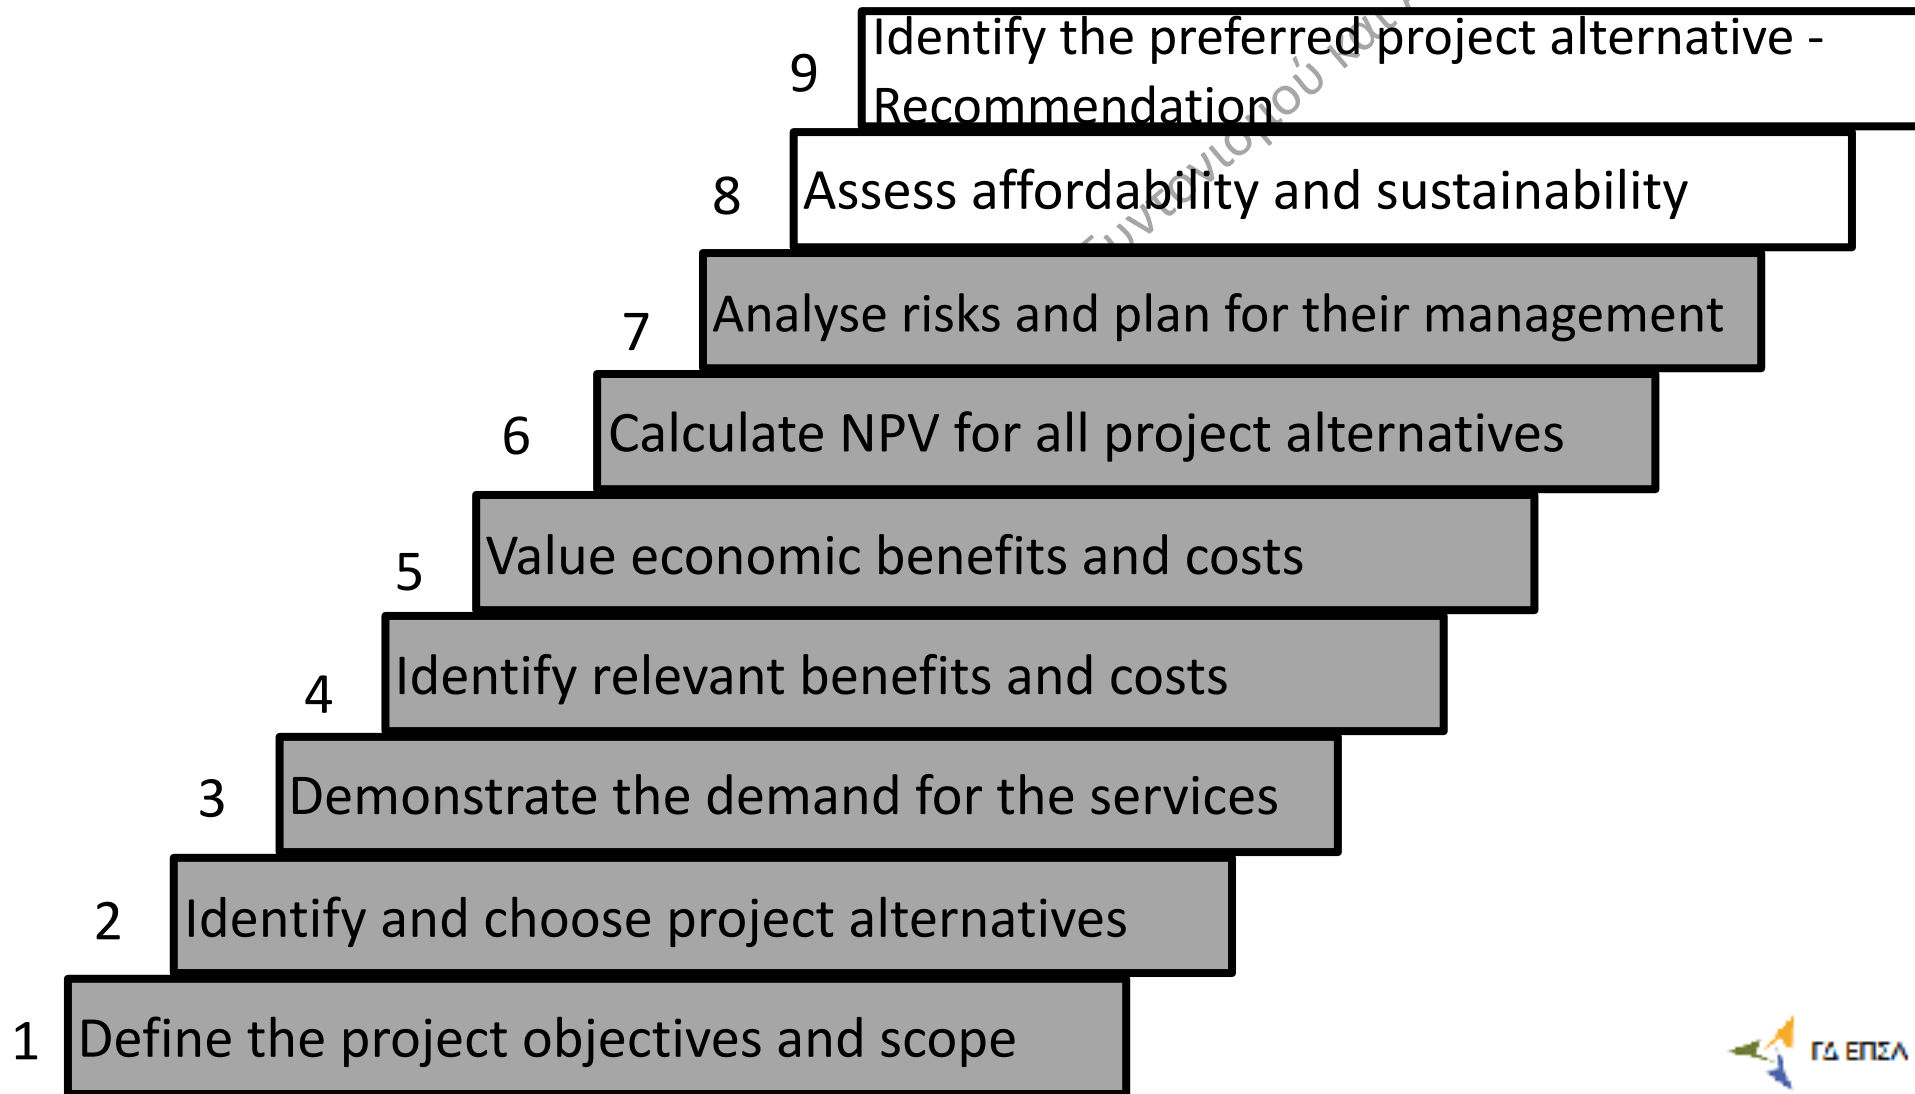 9
Identify the preferred project alternative -
Recommendation
8
Assess affordability and sustainability
7
Analyse risks and plan for their management
6
Calculate NPV for all project alternatives
5
Value economic benefits and costs
4
Identify relevant benefits and costs
3
Demonstrate the demand for the services
2
Identify and choose project alternatives
1
Define the project objectives and scope
Συντονισμού και
ΓΔ ΕΠΣΛ